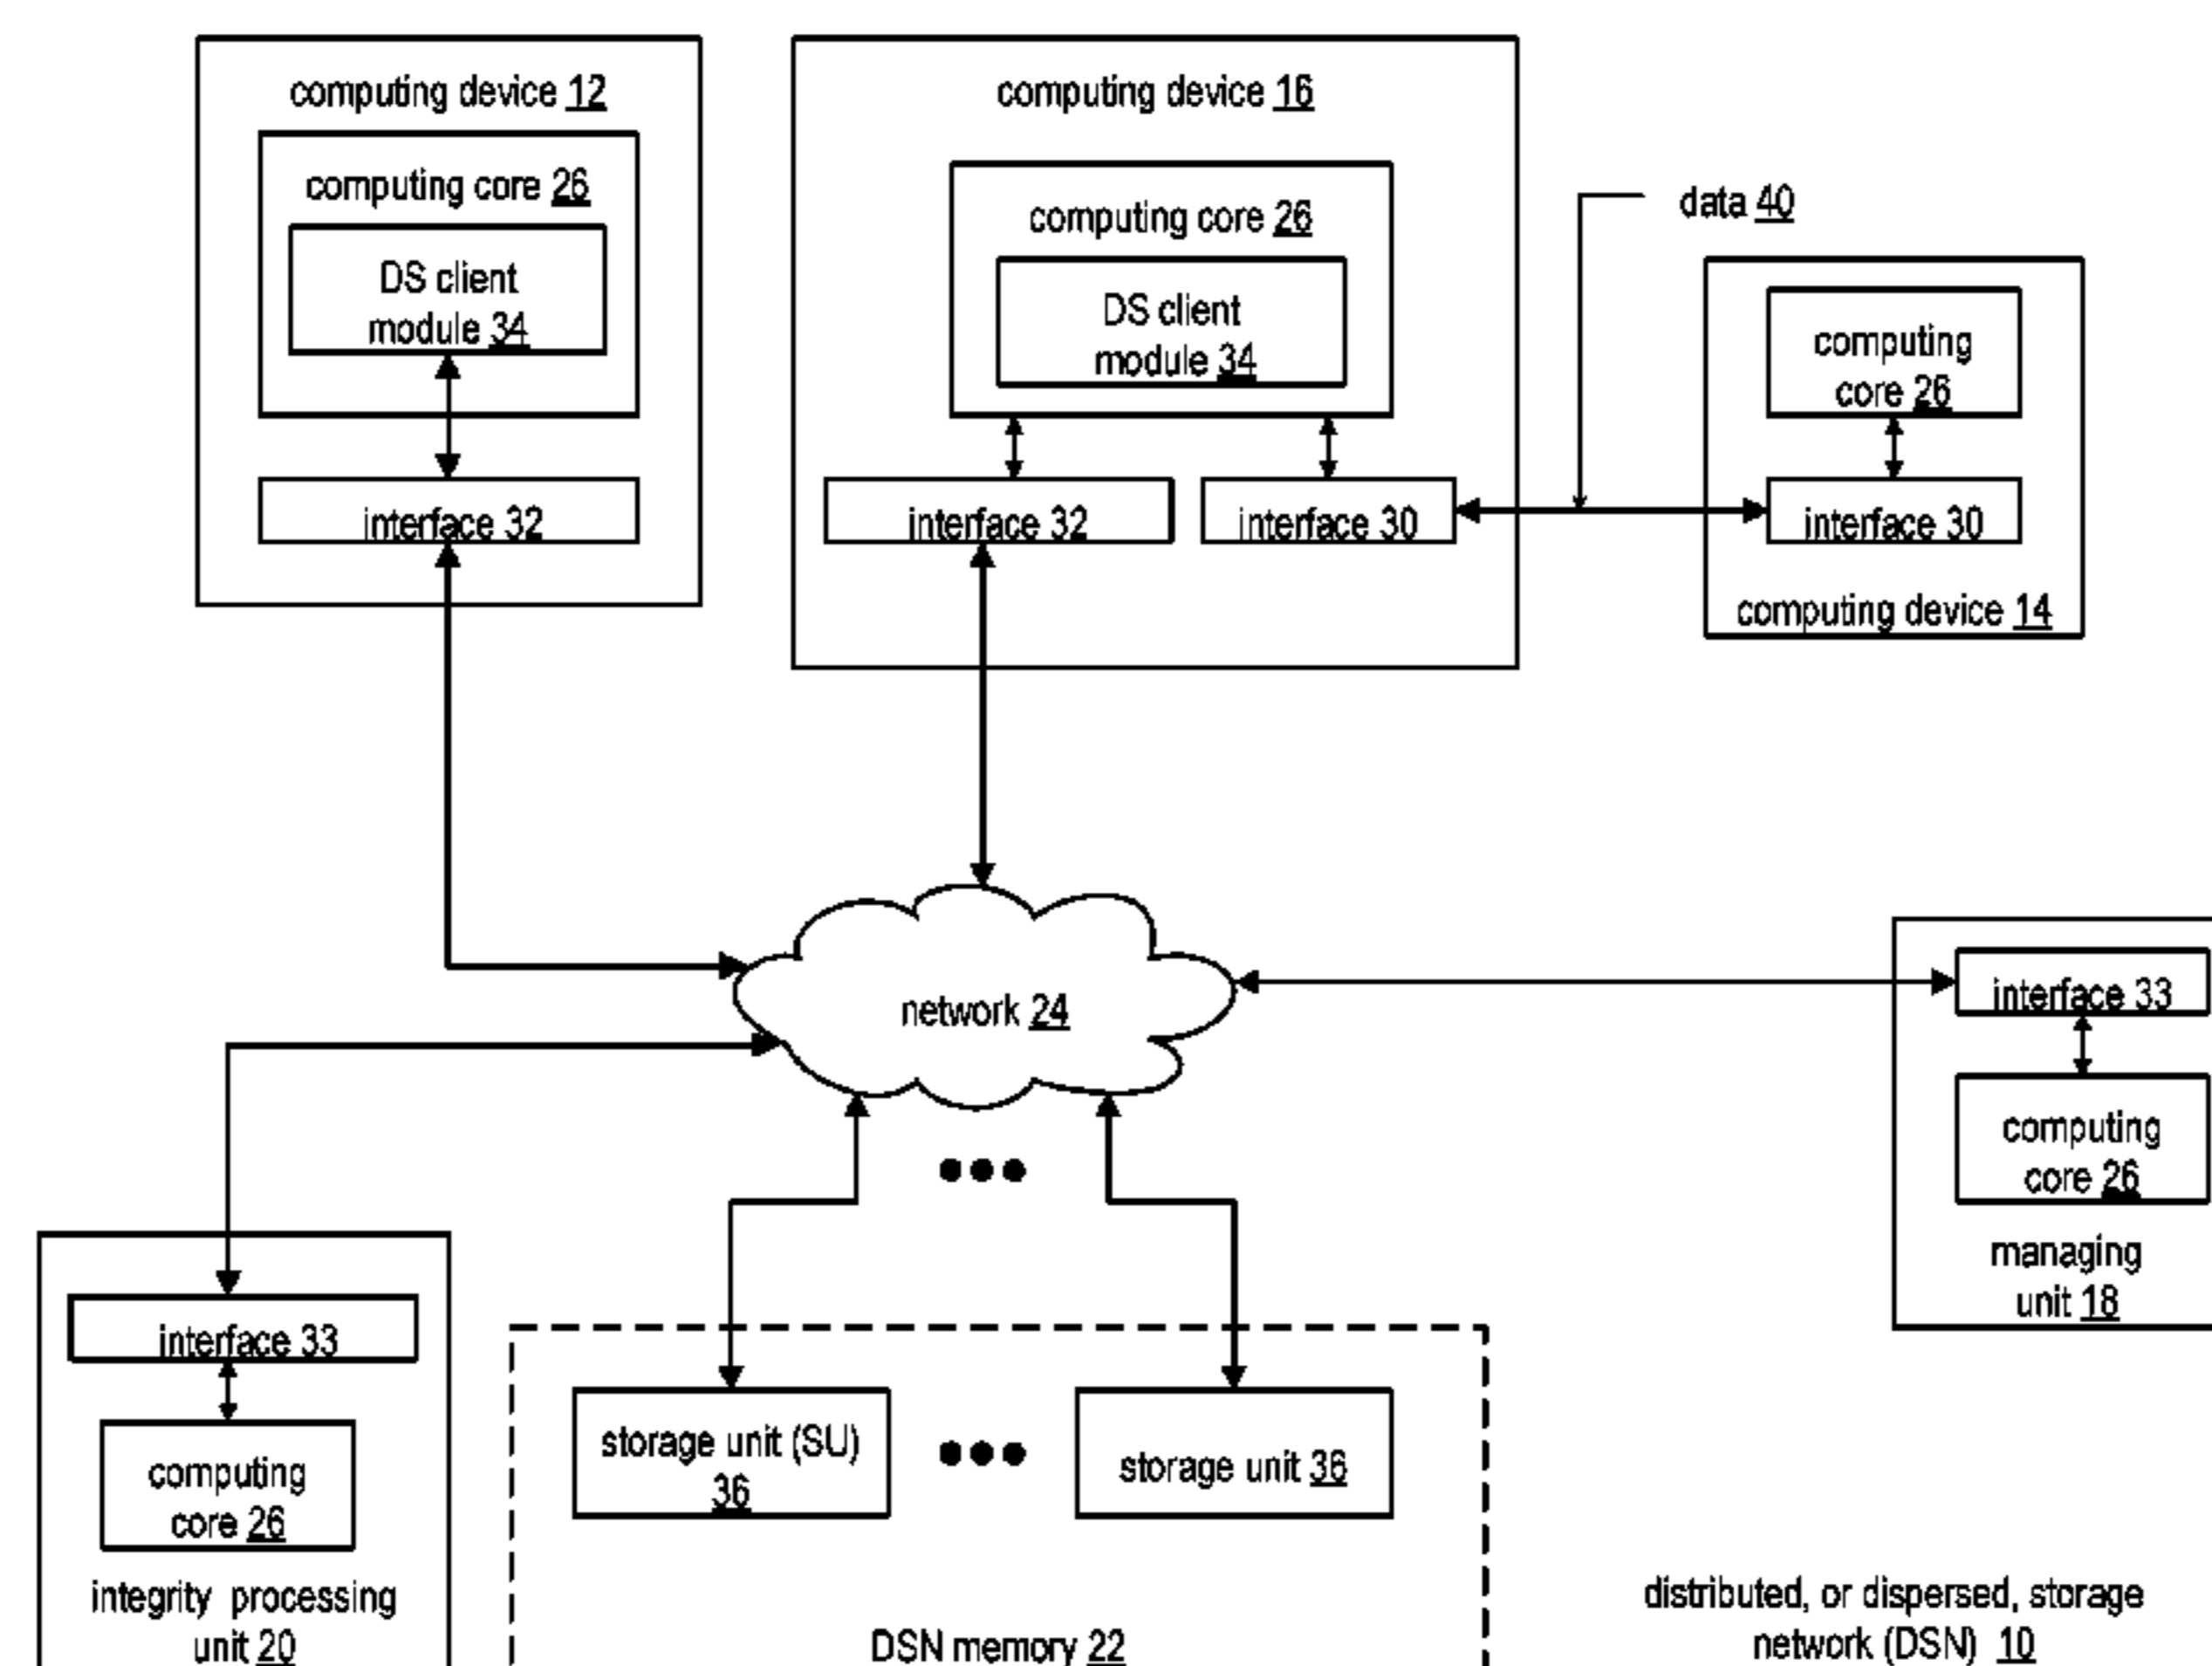 computing device 12
computing core 26
DS client
module 34
interface 32
computing device 16
computing core 26
DS client
module 34
interface 32
interface 30
data 40
computing
core 26
interface 30
computing device 14
network 24
interface 33
computing
core 26
managing
unit 18
interface 33
computing
core 26
integrity processing
unit 20
storage unit (SU)
36
storage unit 36
DSN memory 22
distributed, or dispersed, storage
network (DSN) 10